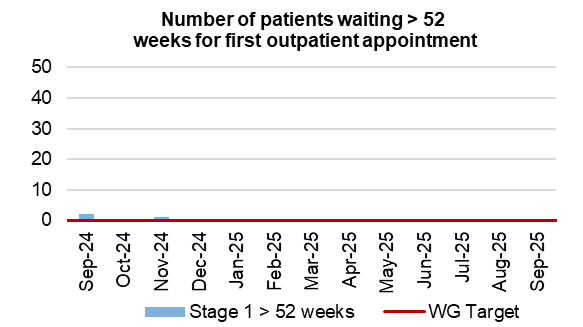 Number of patients waiting > 52
weeks for first outpatient appointment
50
40
30
20
10
0
Sep-24
Oct-24
Nov-24
Dec-24
Jan-25
Feb-25
Mar-25
Apr-25
May-25
Jun-25
Jul-25
Aug-25
Sep-25
Stage 1 > 52 weeks
WG Target